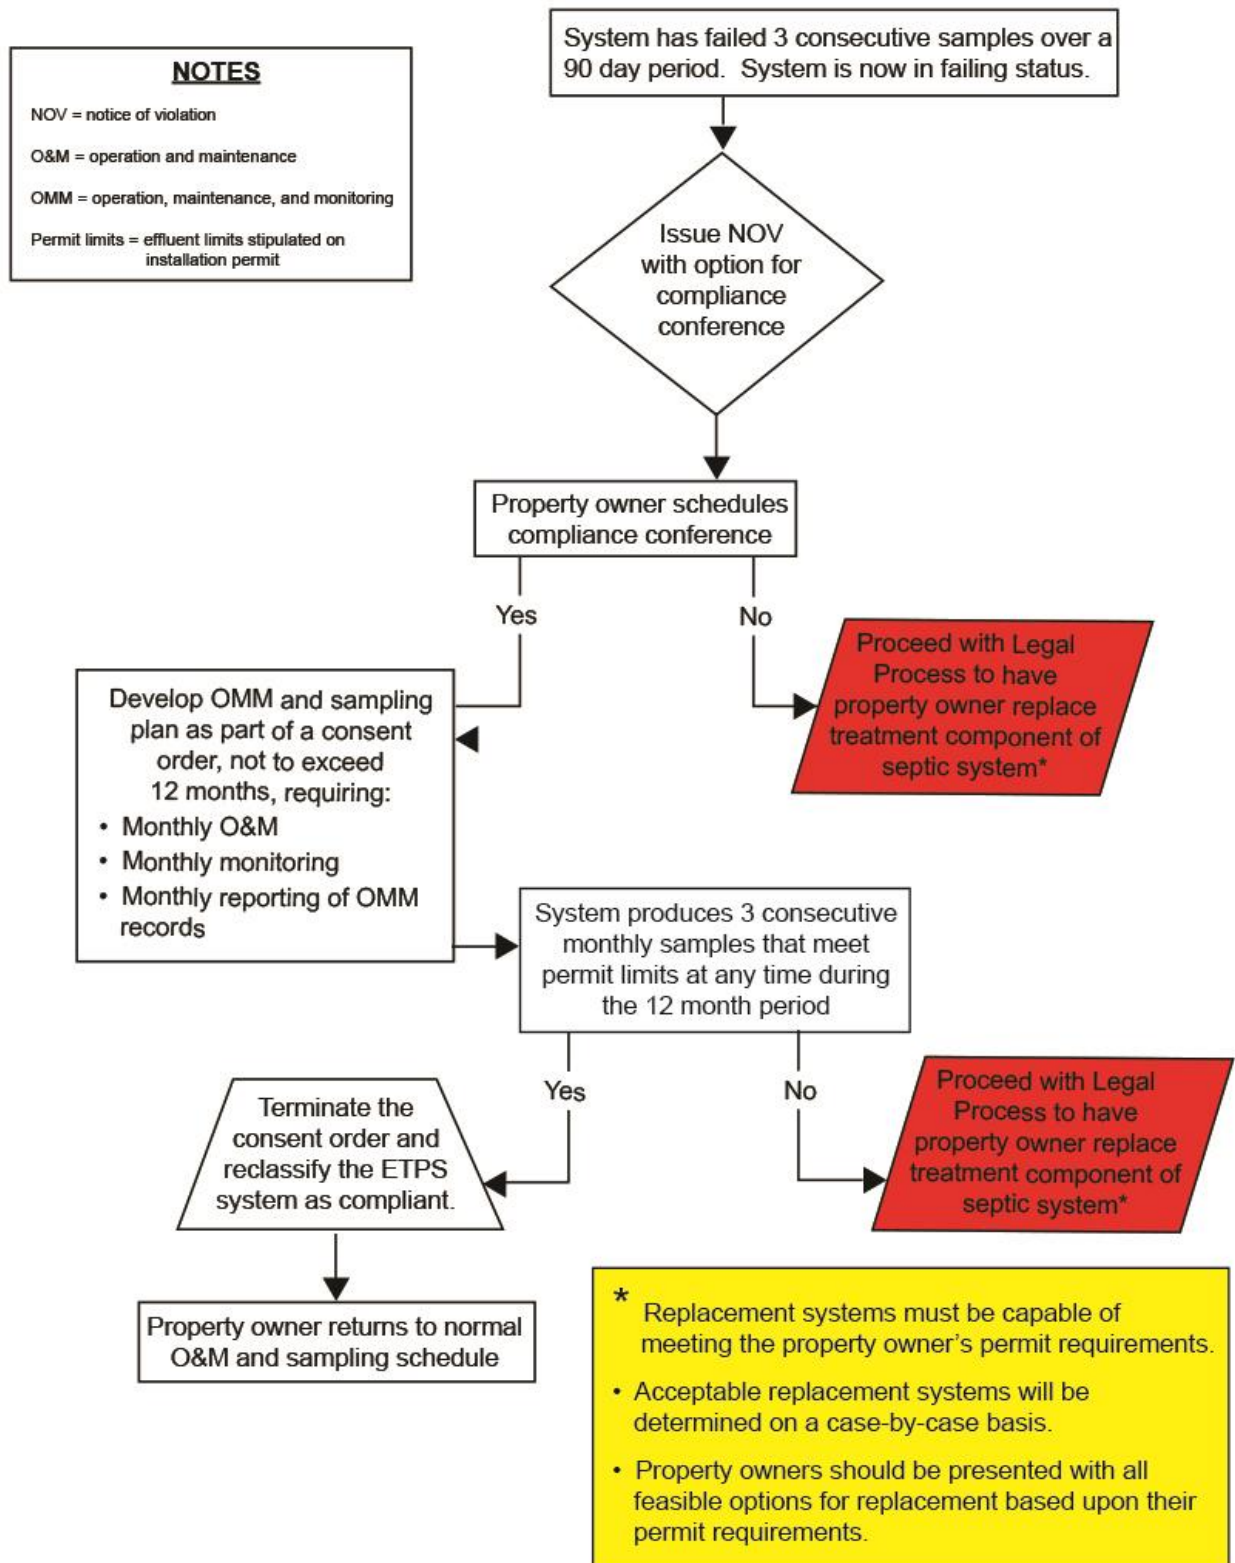 System has failed 3 consecutive samples over a
90 day period.  System is now in failing status.
NOTES
NOV = notice of violation
O&M = operation and maintenance
OMM = operation, maintenance, and monitoring
Permit limits = effluent limits stipulated on
installation permit
Issue NOV
with option for
compliance
conference
Property owner schedules
compliance conference
Yes
No
Proceed with Legal
Process to have
property owner replace
treatment component of
septic system*
Develop OMM and sampling
plan as part of a consent
order, not to exceed
12 months, requiring:
• Monthly O&M
• Monthly monitoring
• Monthly reporting of OMM
records
System produces 3 consecutive
monthly samples that meet
permit limits at any time during
the 12 month period
Yes
No
Terminate the
consent order and
reclassify the ETPS
system as compliant.
Proceed with Legal
Process to have
property owner replace
treatment component of
septic system*
Property owner returns to normal
O&M and sampling schedule
* Replacement systems must be capable of
meeting the property owner's permit requirements.
• Acceptable replacement systems will be
determined on a case-by-case basis.
• Property owners should be presented with all
feasible options for replacement based upon their
permit requirements.